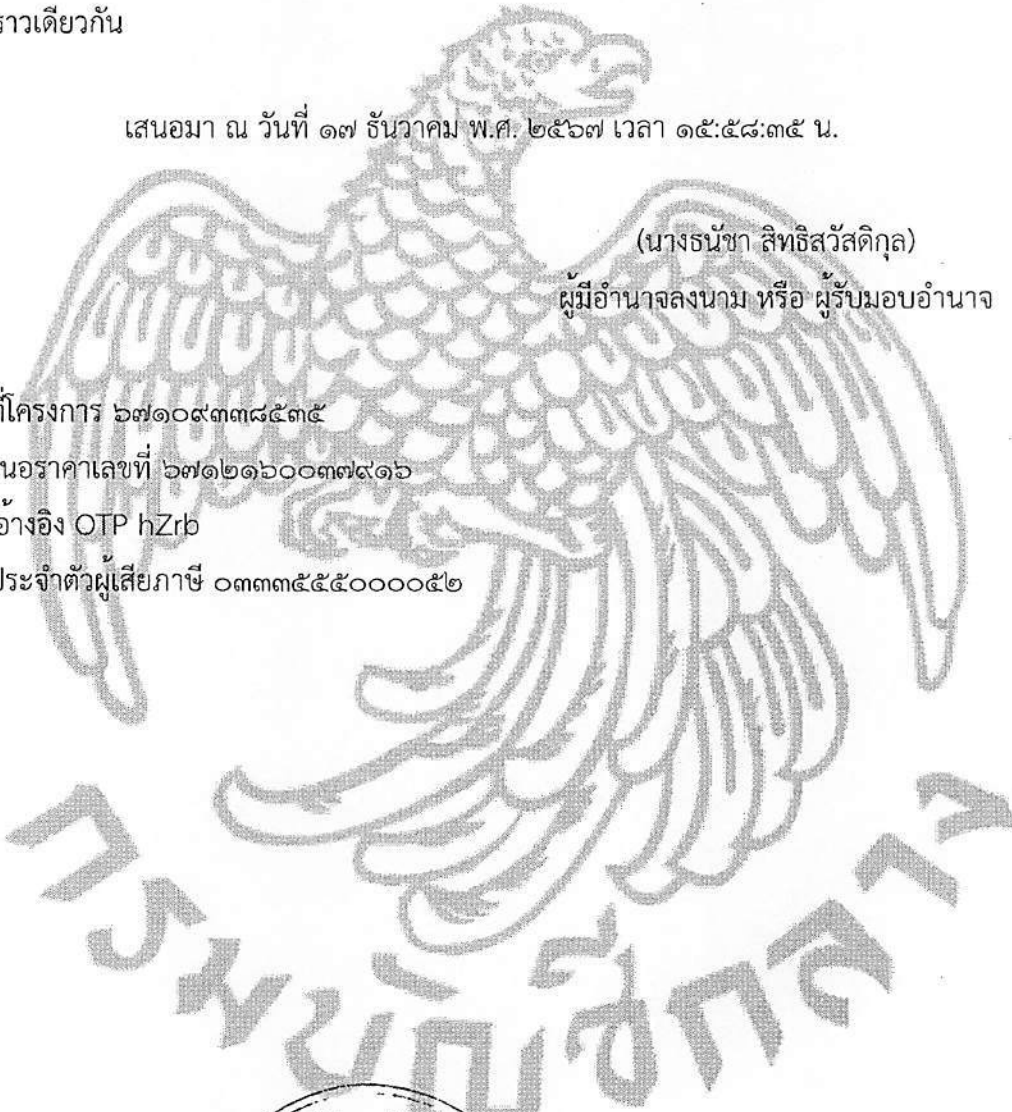 ราวเดียวกัน
เสนอมา ณ วันที่ ๑๗ ธันวาคม พ.ศ. ๒๕๖๗ เวลา ๑๕:๕๘:๓๕ น.
(นางธนัชา สิทธิสวัสดิกุล)
ผู้มีอำนาจลงนาม หรือ ผู้รับมอบอำนาจ
ที่โครงการ ๖๗๑๐๙๓๓๘๕๓๕
นอราคาเลขที่ ๖๗๑๒๑๖๐๐๓๗๙๑๖
อ้างอิง OTP hZrb
ประจำตัวผู้เสียภาษี ๐๓๓๓๕๕๕๐๐๐๐๕๒
กรมบัญชีกลาง